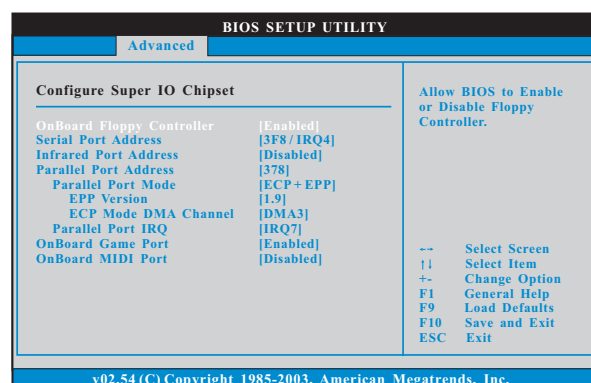 BIOS SETUP UTILITY
Advanced
Configure Super IO Chipset
OnBoard Floppy Controller [Enabled]
Serial Port Address [3F8 / IRQ4]
Infrared Port Address [Disabled]
Parallel Port Address [378]
Parallel Port Mode [ECP + EPP]
EPP Version [1.9]
ECP Mode DMA Channel [DMA3]
Parallel Port IRQ [IRQ7]
OnBoard Game Port [Enabled]
OnBoard MIDI Port [Disabled]
Allow BIOS to Enable
or Disable Floppy
Controller.
←→ Select Screen
↑↓ Select Item
+- Change Option
F1 General Help
F9 Load Defaults
F10 Save and Exit
ESC Exit
v02.54 (C) Copyright 1985-2003, American Megatrends, Inc.